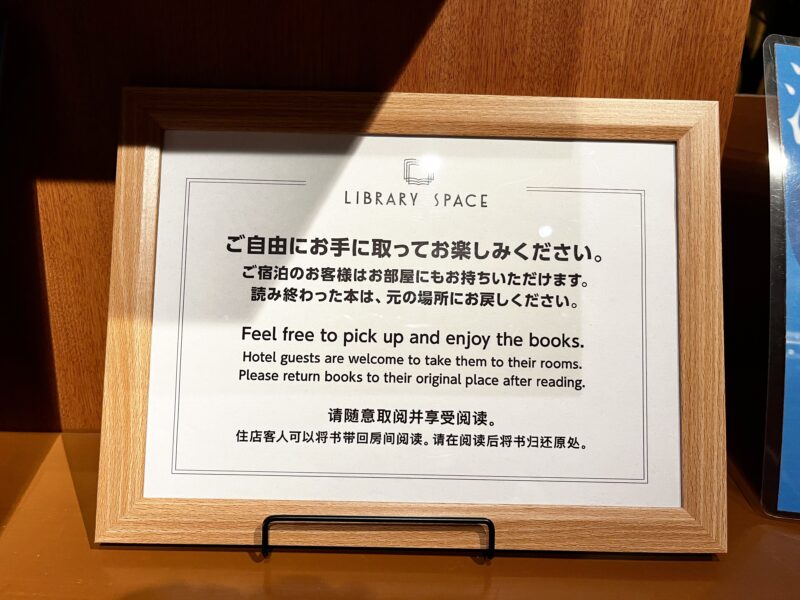 LIBRARY SPACE
ご自由にお手に取ってお楽しみください。
ご宿泊のお客様はお部屋にもお持ちいただけます。
読み終わった本は、元の場所にお戻しください。
Feel free to pick up and enjoy the books.
Hotel guests are welcome to take them to their rooms.
Please return books to their original place after reading.
请随意取阅并享受阅读。
住店客人可以将书带回房间阅读。请在阅读后将书归还原处。